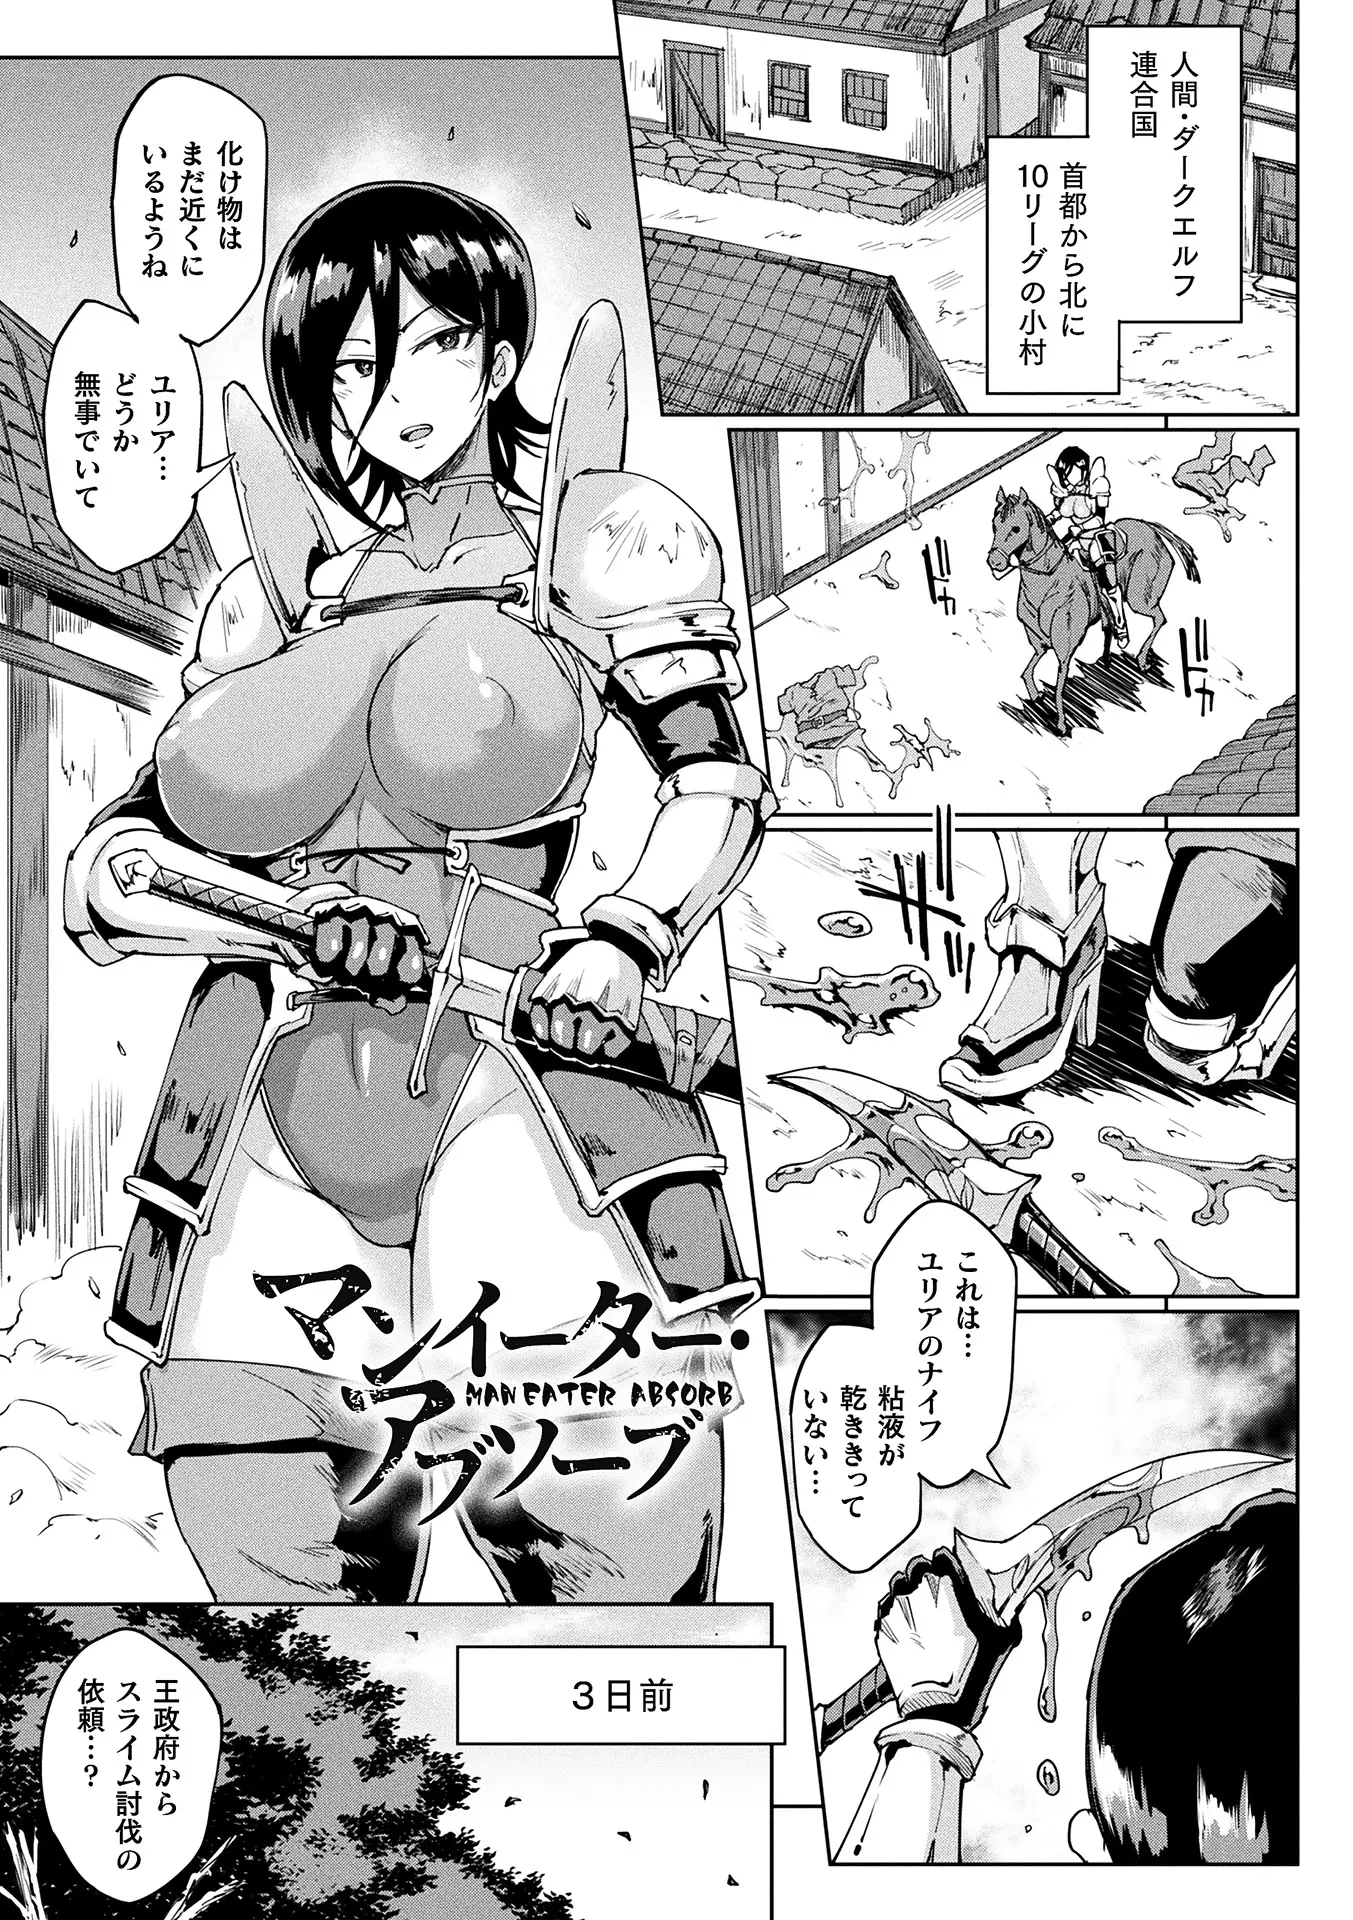 人間・ダークエルフ
連合国
首都から北に
10リーグの小村
ドドッ
ドドッ
ザッ
これは…
ユリアのナイフ
粘液が
乾ききって
いない…
化け物は
まだ近くに
いるようね
ユリア…
どうか
無事でいて
マンイーター・
アブソーブ
MAN EATER ABSORB
3日前
王政府から
スライム討伐の
依頼…?